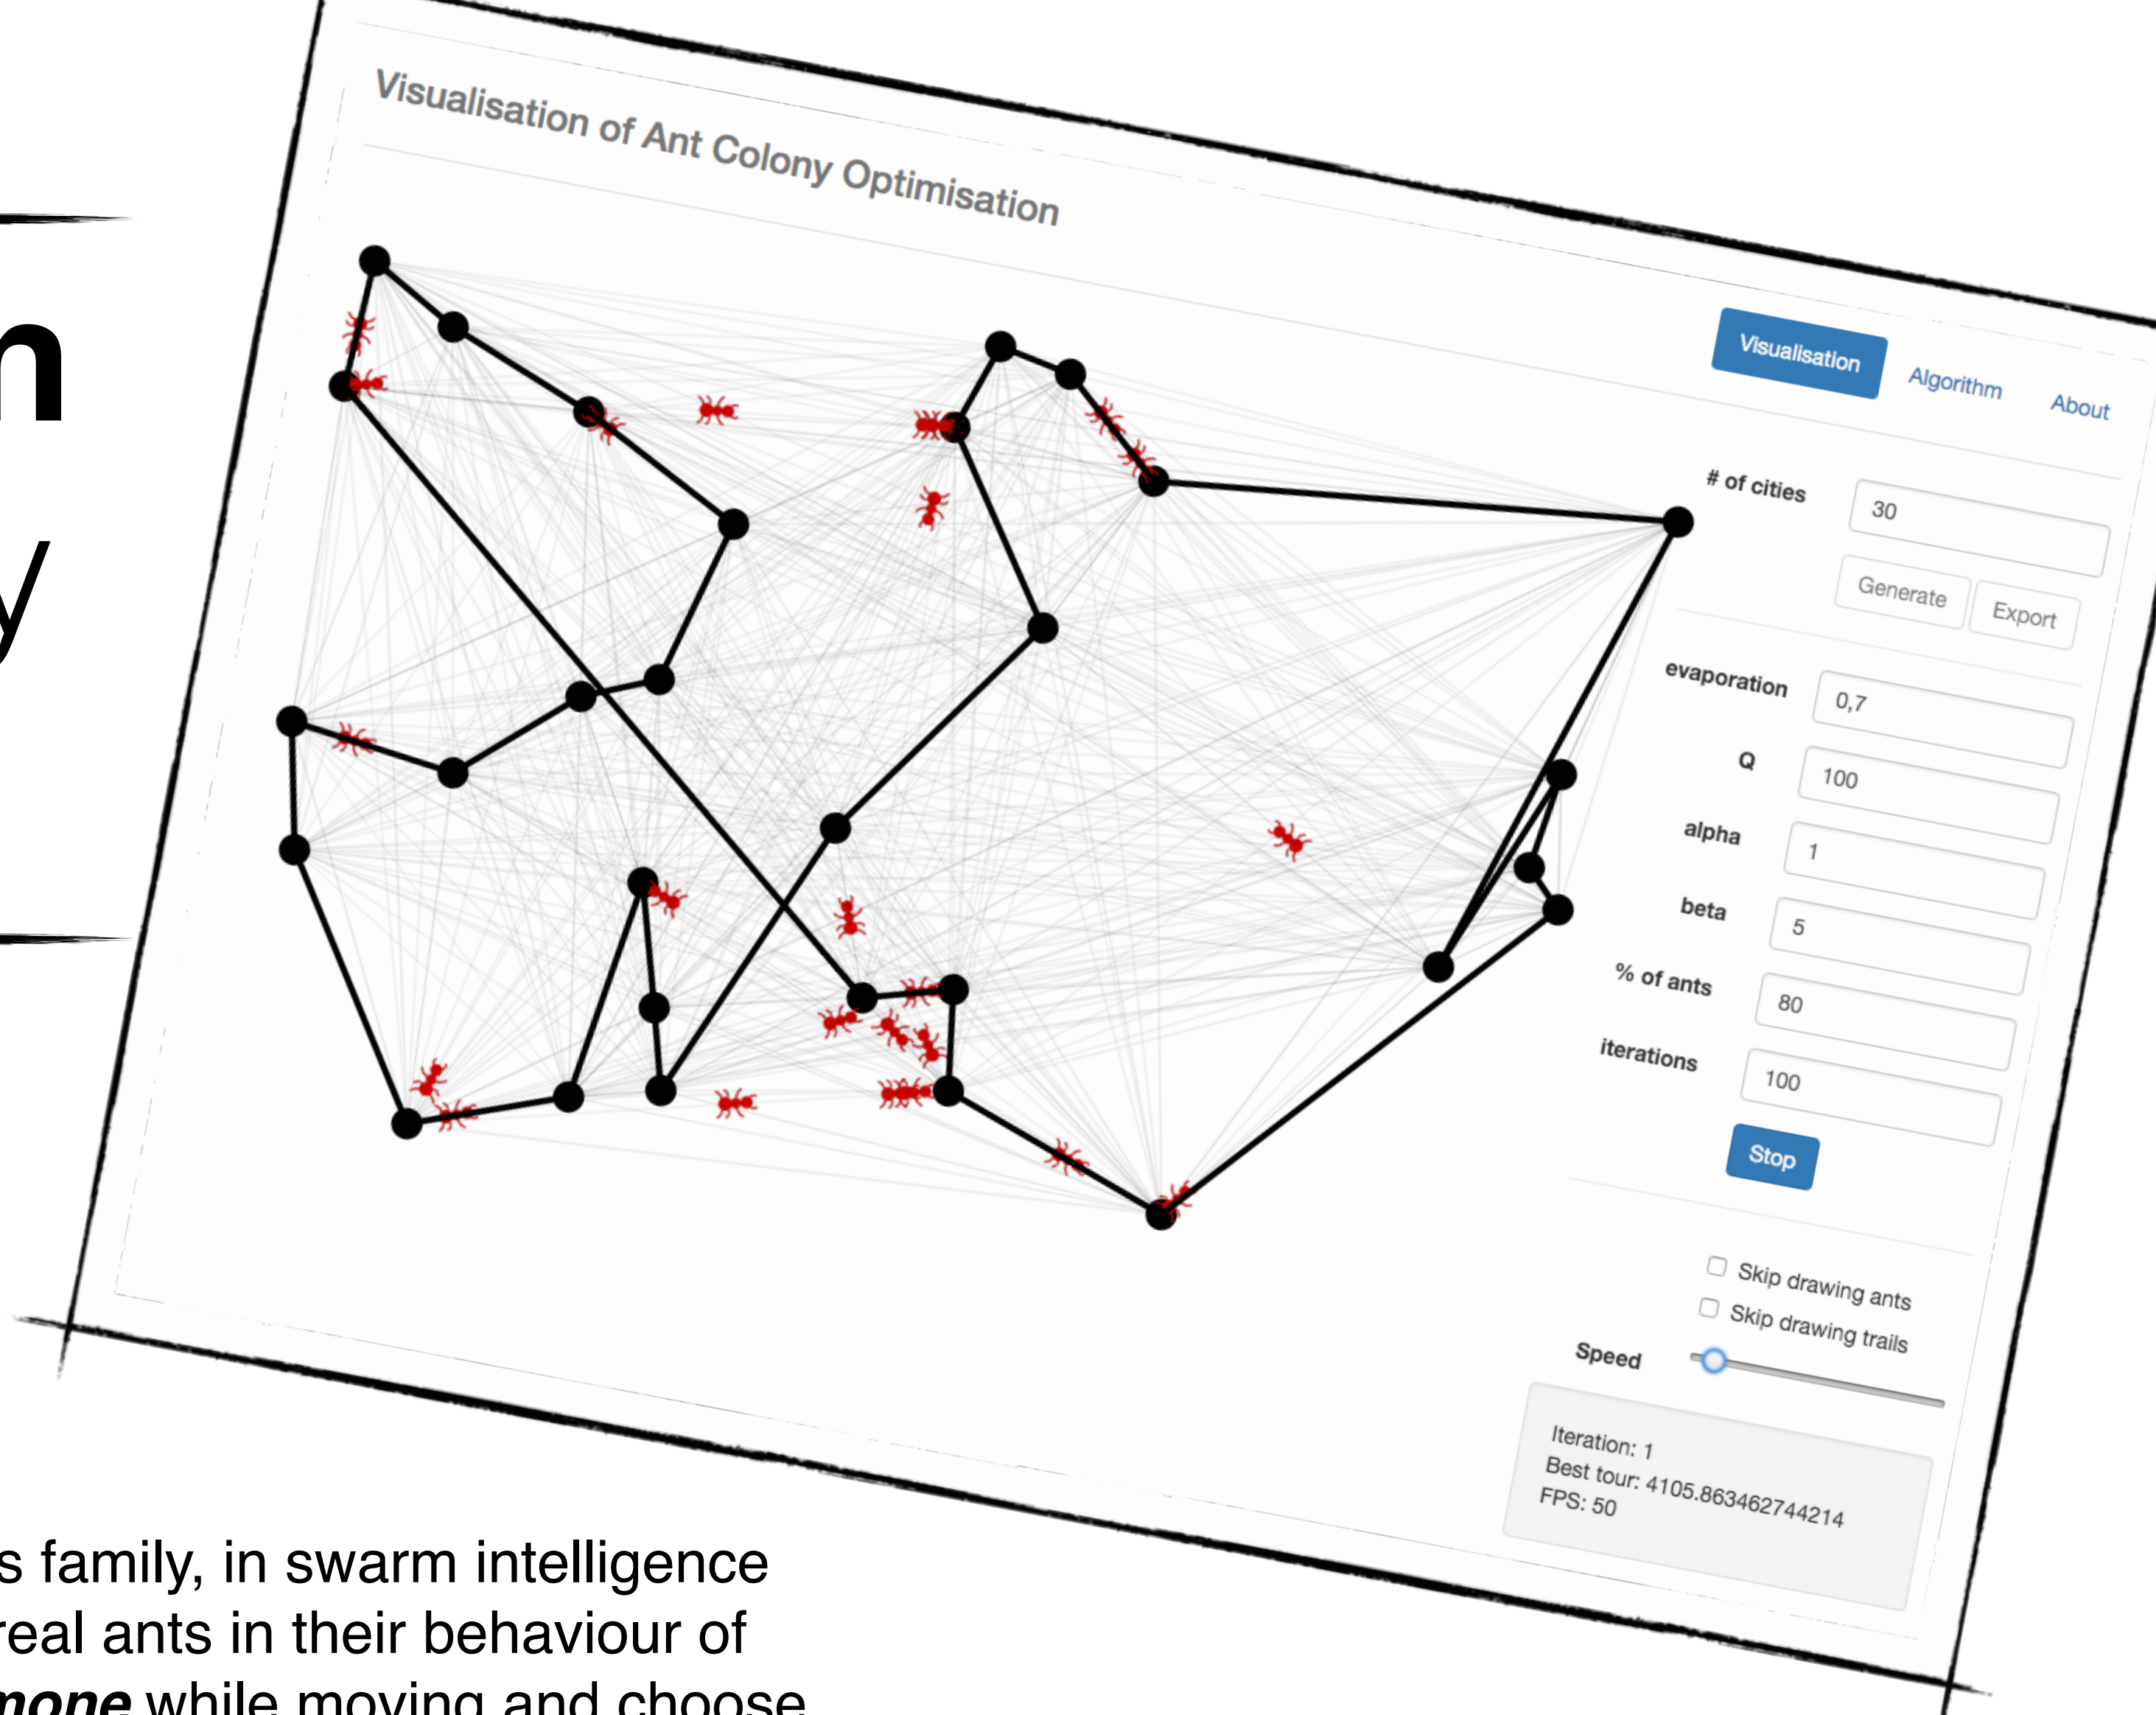 n
y
Visualisation of Ant Colony Optimisation
Visualisation Algorithm About
# of cities 30
Generate Export
evaporation 0,7
Q 100
alpha 1
beta 5
% of ants 80
iterations 100
Stop
Skip drawing ants
Skip drawing trails
Speed
Iteration: 1
Best tour: 4105.863462744214
FPS: 50
s family, in swarm intelligence
real ants in their behaviour of
mone while moving and choose